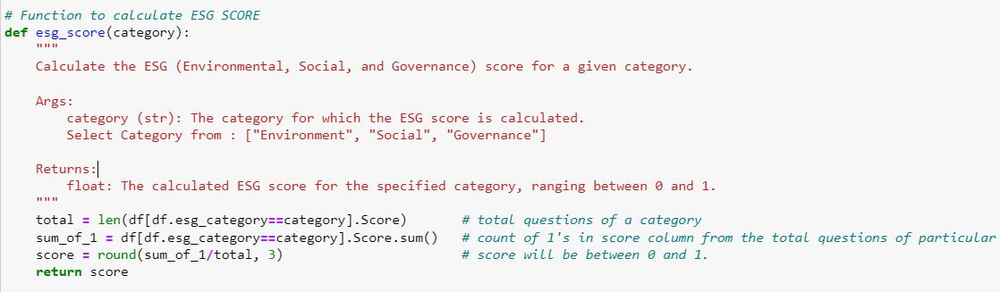 # Function to calculate ESG SCORE
def esg_score(category):
    """
    Calculate the ESG (Environmental, Social, and Governance) score for a given category.

    Args:
        category (str): The category for which the ESG score is calculated.
        Select Category from : ["Environment", "Social", "Governance"]

    Returns:
        float: The calculated ESG score for the specified category, ranging between 0 and 1.
    """
    total = len(df[df.esg_category==category].Score)       # total questions of a category
    sum_of_1 = df[df.esg_category==category].Score.sum()   # count of 1's in score column from the total questions of particular
    score = round(sum_of_1/total, 3)                       # score will be between 0 and 1.
    return score